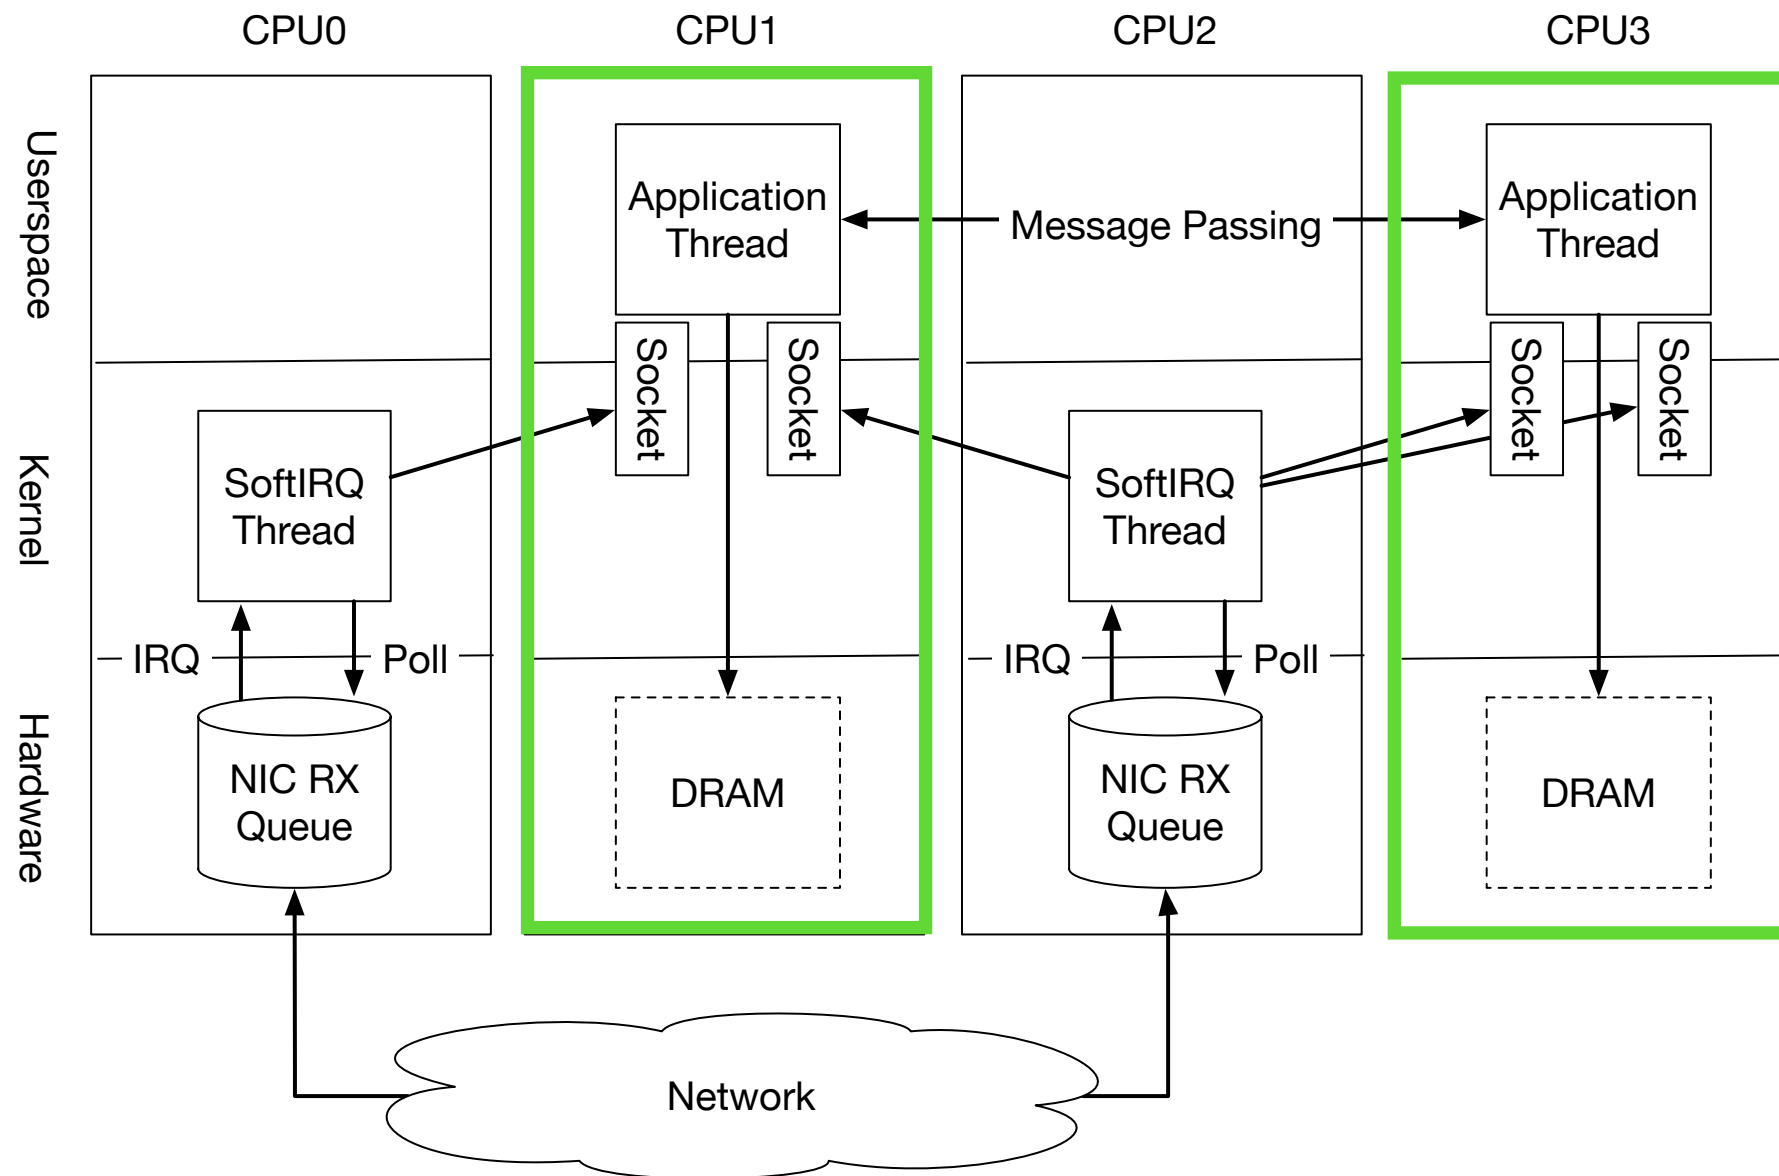 CPU0
CPU1
CPU2
CPU3
Userspace
Application
Thread
Message Passing
Application
Thread
Socket
Socket
Socket
Socket
Kernel
SoftIRQ
Thread
SoftIRQ
Thread
IRQ
Poll
IRQ
Poll
Hardware
NIC RX
Queue
DRAM
NIC RX
Queue
DRAM
Network